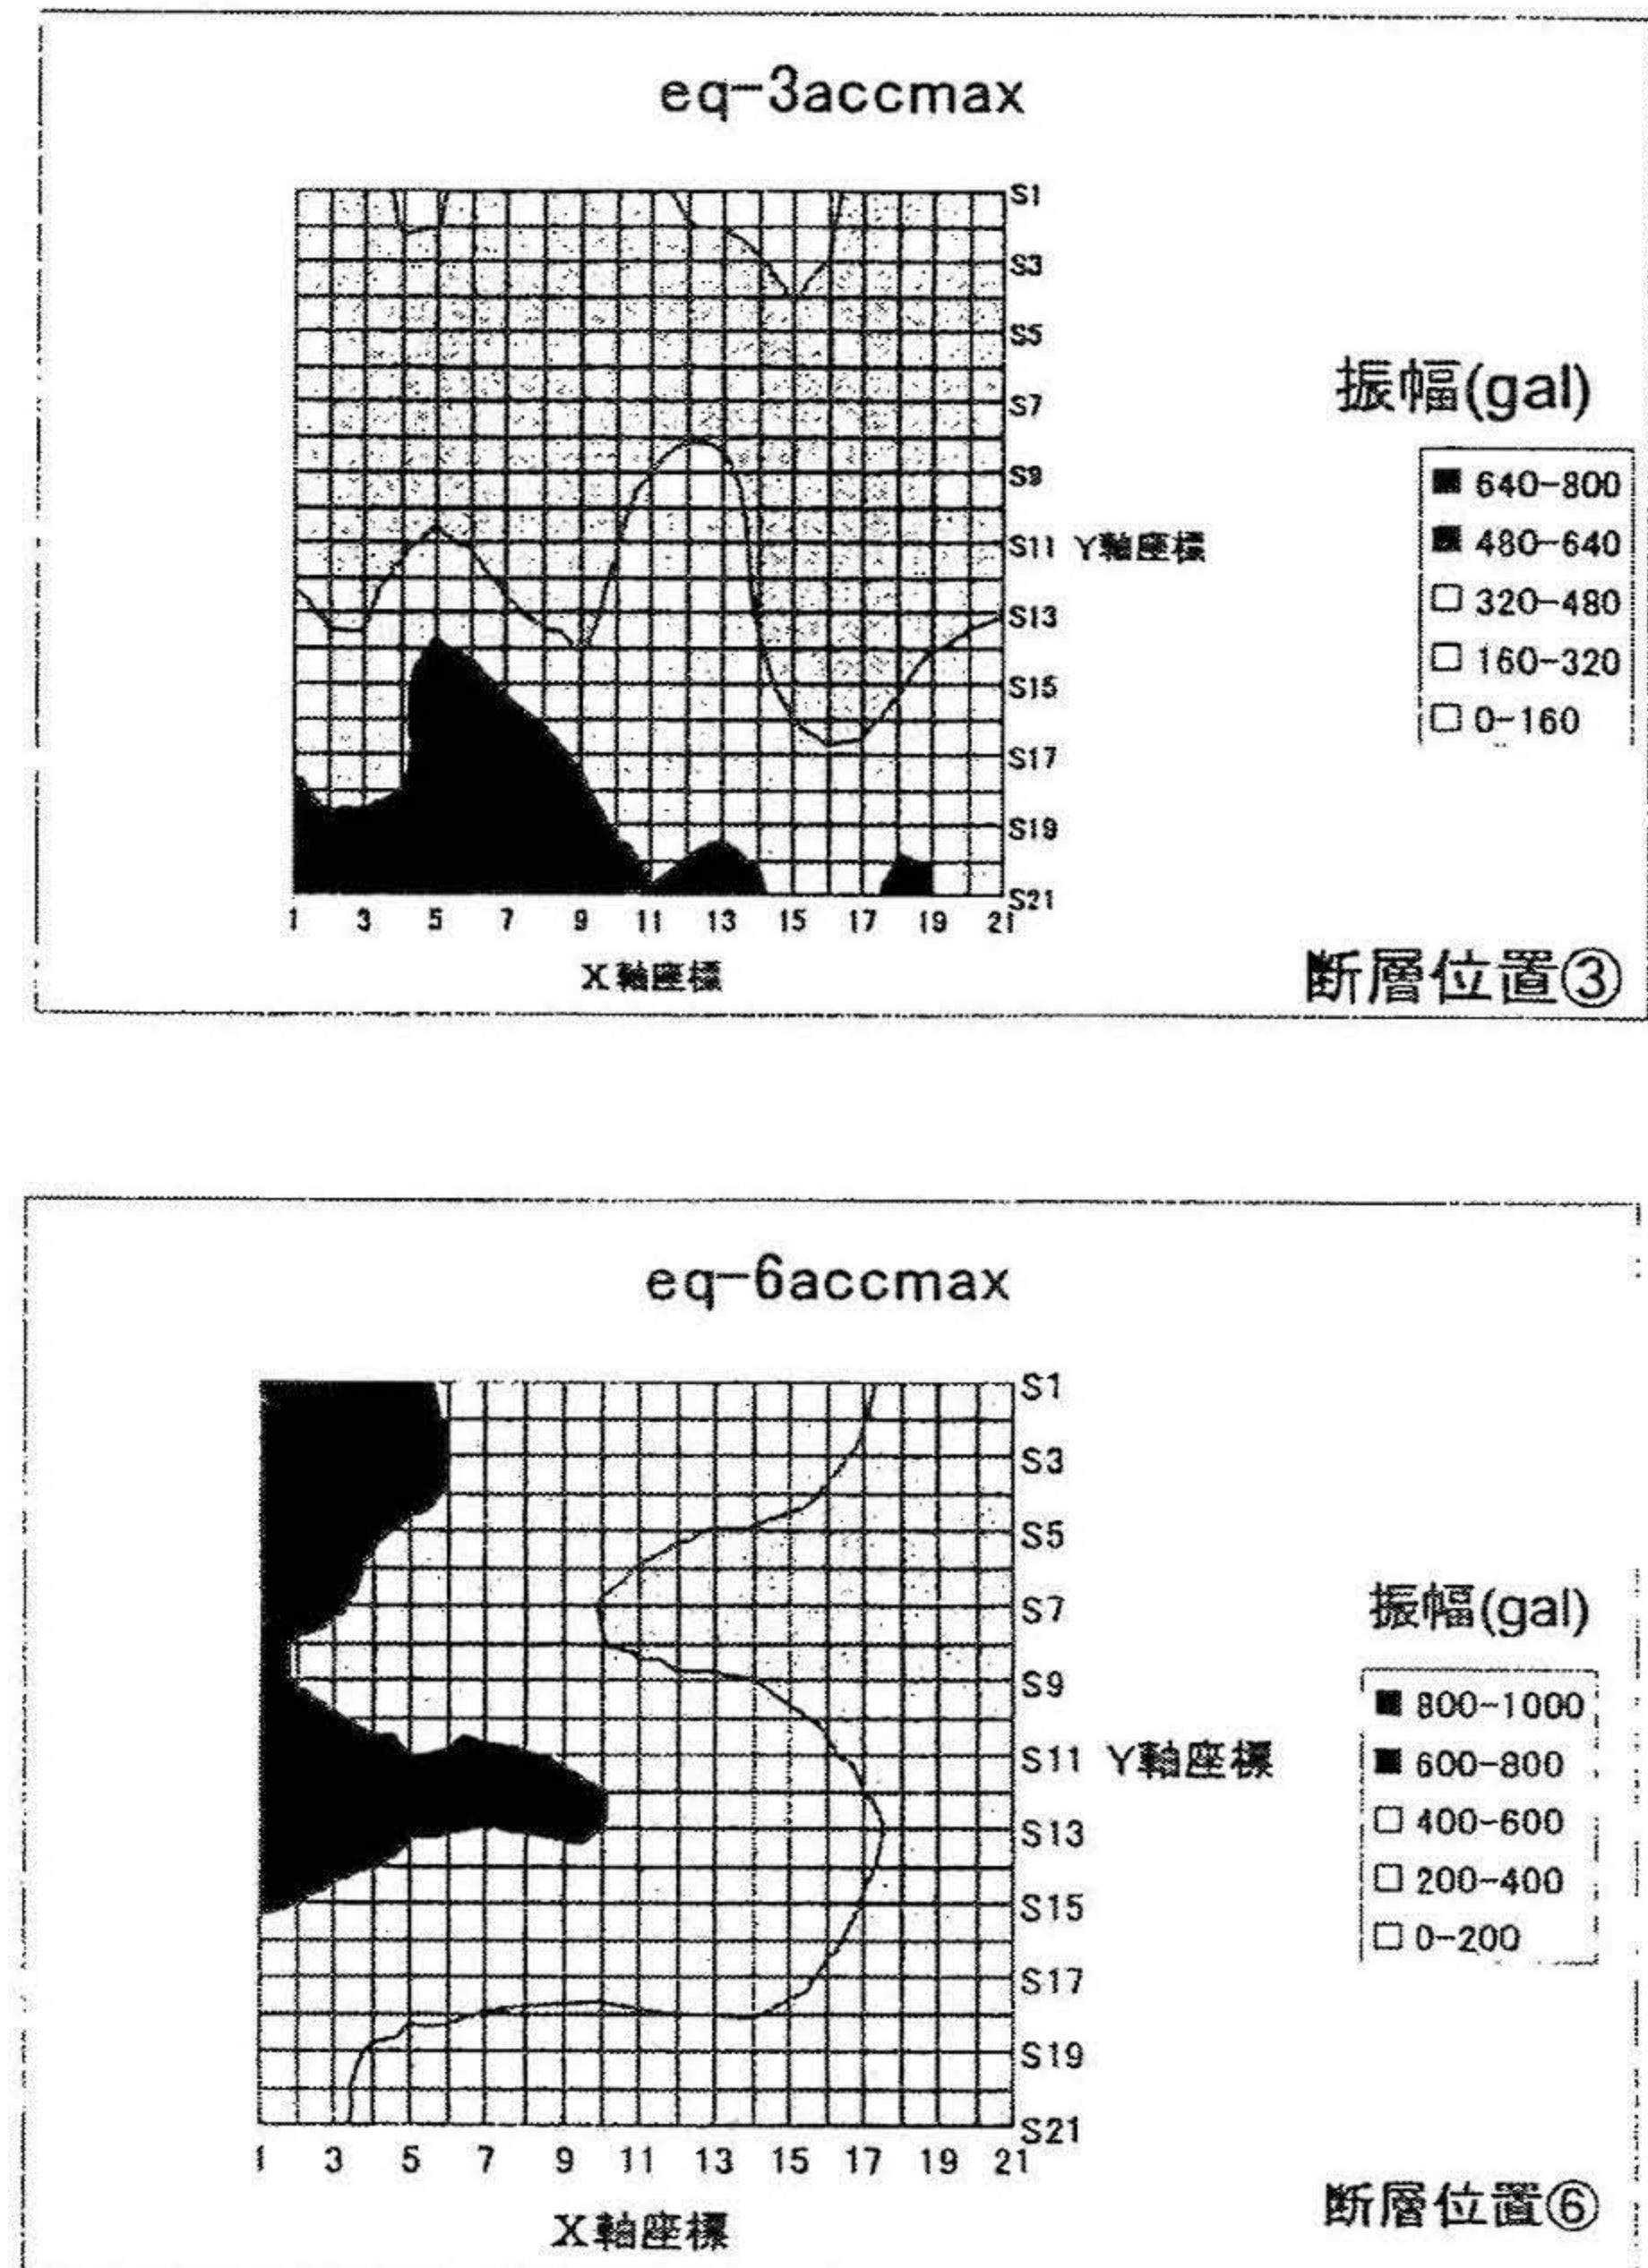 eq-3accmax
S1
S3
S5
S7
S9
S11 Y軸座標
S13
S15
S17
S19
S21
1 3 5 7 9 11 13 15 17 19 21
X軸座標
振幅(gal)
640-800
480-640
320-480
160-320
0-160
断層位置③
eq-6accmax
S1
S3
S5
S7
S9
S11 Y軸座標
S13
S15
S17
S19
S21
1 3 5 7 9 11 13 15 17 19 21
X軸座標
振幅(gal)
800-1000
600-800
400-600
200-400
0-200
断層位置⑥